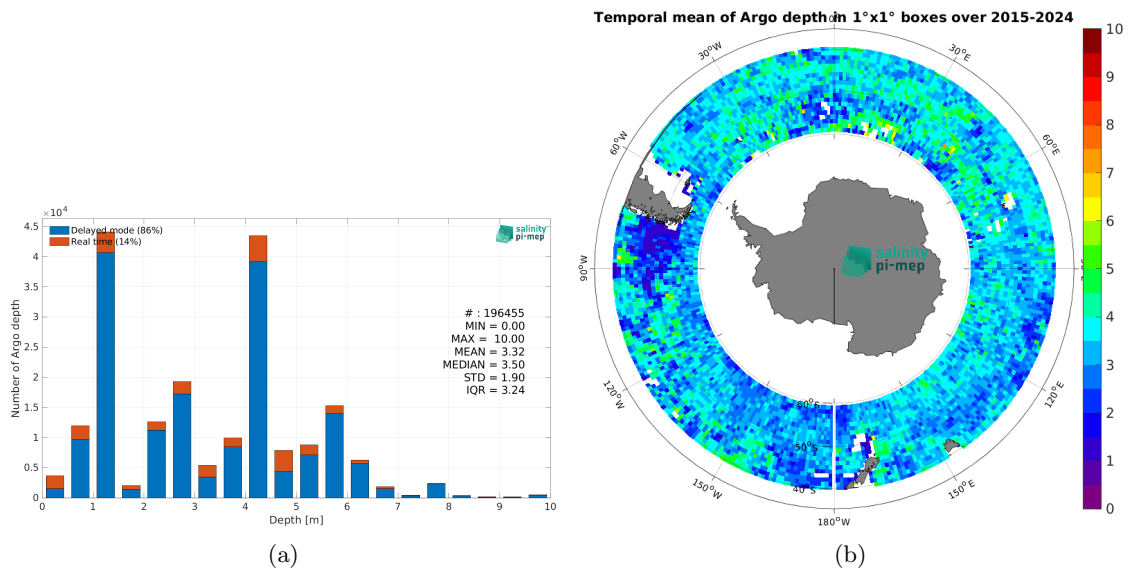 ×10⁴
4.5
4
3.5
3
2.5
2
1.5
1
0.5
0
Number of Argo depth
Delayed mode (86%)
Real time (14%)
salinity
pi-mep
# : 196455
MIN = 0.00
MAX = 10.00
MEAN = 3.32
MEDIAN = 3.50
STD = 1.90
IQR = 3.24
0 1 2 3 4 5 6 7 8 9 10
Depth [m]
(a)
Temporal mean of Argo depth in 1°x1° boxes over 2015-2024
30°W
30°E
60°W
60°E
90°W
120°W
120°E
150°W
150°E
180°W
60°S
50°S
40°S
salinity
pi-mep
10
9
8
7
6
5
4
3
2
1
0
(b)